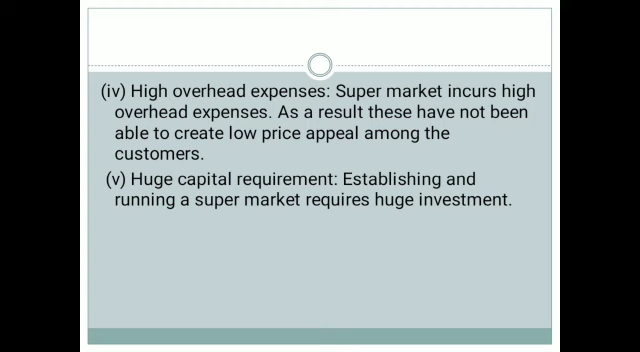 (iv) High overhead expenses: Super market incurs high
overhead expenses. As a result these have not been
able to create low price appeal among the
customers.
(v) Huge capital requirement: Establishing and
running a super market requires huge investment.